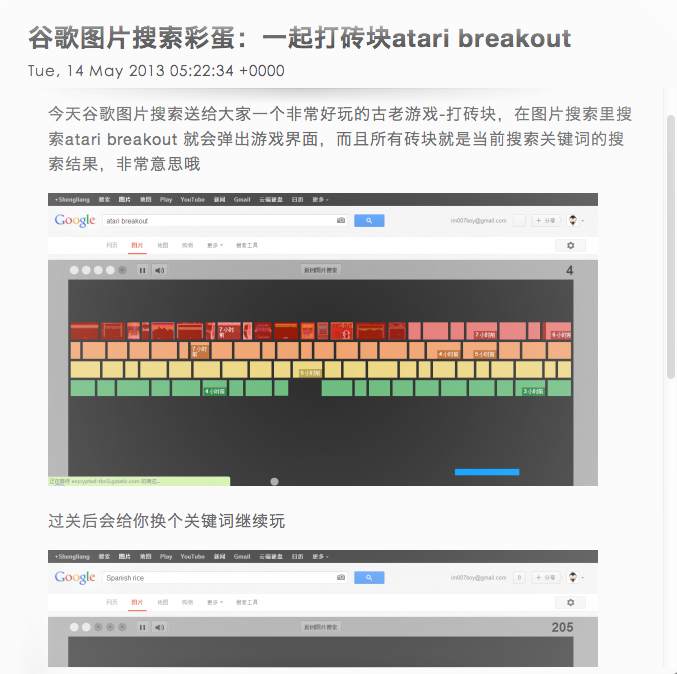 谷歌图片搜索彩蛋：一起打砖块atari breakout
Tue, 14 May 2013 05:22:34 +0000
今天谷歌图片搜索送给大家一个非常好玩的古老游戏-打砖块，在图片搜索里搜
索atari breakout 就会弹出游戏界面，而且所有砖块就是当前搜索关键词的搜
索结果，非常意思哦
+Shengliang 搜索 图片 地图 Play YouTube 新闻 Gmail 云端硬盘 日历 更多
Google atari breakout im007boy@gmail.com + 分享
网页 图片 地图 购物 更多 搜索工具
返回图片搜索 4
7 小时前 7 小时前 6 小时前
7 小时前 4 小时前 5 小时前
5 小时前
4 小时前 3 小时前
过关后会给你换个关键词继续玩
+Shengliang 搜索 图片 地图 Play YouTube 新闻 Gmail 云端硬盘 日历 更多
Google Spanish rice im007boy@gmail.com 0 + 分享
网页 图片 地图 购物 更多 搜索工具
返回图片搜索 205